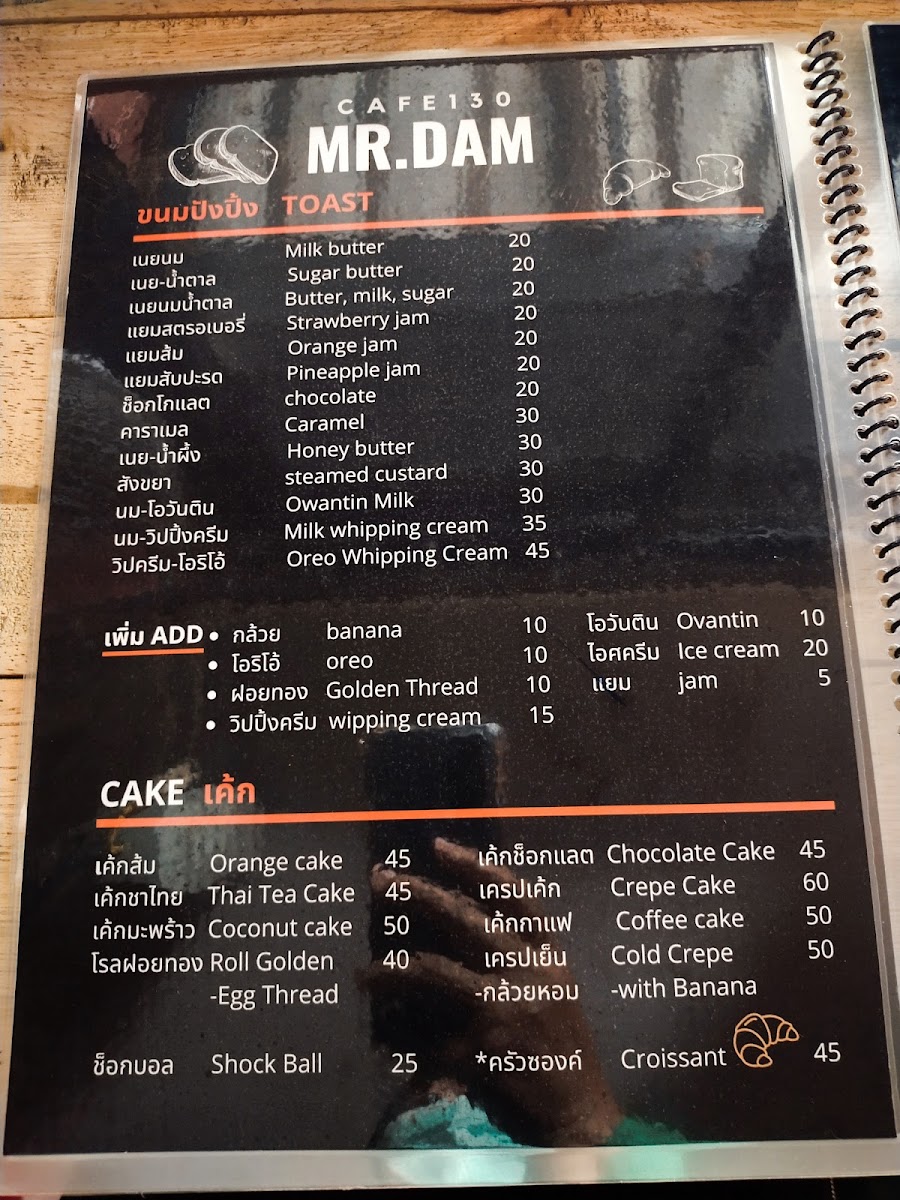 CAFE130
MR.DAM
ขนมปังปิ้ง TOAST
เนยนม Milk butter 20
เนย-น้ำตาล Sugar butter 20
เนยนมน้ำตาล Butter, milk, sugar 20
แยมสตรอเบอรี่ Strawberry jam 20
แยมส้ม Orange jam 20
แยมสับปะรด Pineapple jam 20
ช็อกโกแลต chocolate 20
คาราเมล Caramel 30
เนย-น้ำผึ้ง Honey butter 30
สังขยา steamed custard 30
นม-โอวันติน Owantin Milk 30
นม-วิปปิ้งครีม Milk whipping cream 35
วิปครีม-โอริโอ้ Oreo Whipping Cream 45
เพิ่ม ADD • กล้วย banana 10 โอวันติน Ovantin 10
• โอริโอ้ oreo 10 ไอศครีม Ice cream 20
• ฝอยทอง Golden Thread 10 แยม jam 5
• วิปปิ้งครีม wipping cream 15
CAKE เค้ก
เค้กส้ม Orange cake 45 เค้กช็อกแลต Chocolate Cake 45
เค้กชาไทย Thai Tea Cake 45 เครปเค้ก Crepe Cake 60
เค้กมะพร้าว Coconut cake 50 เค้กกาแฟ Coffee cake 50
โรลฝอยทอง Roll Golden 40 เครปเย็น Cold Crepe 50
-Egg Thread -กล้วยหอม -with Banana
ช็อกบอล Shock Ball 25 *ครัวซองค์ Croissant 45